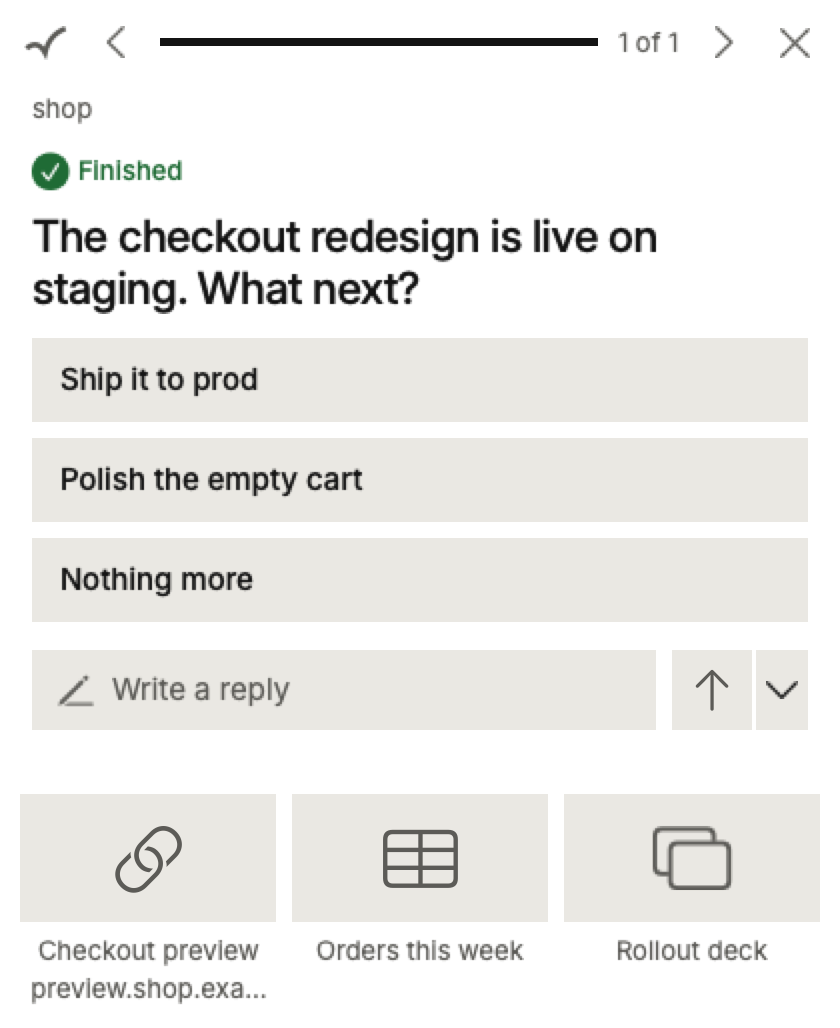 1 of 1
shop
Finished
The checkout redesign is live on
staging. What next?
Ship it to prod
Polish the empty cart
Nothing more
Write a reply
Checkout preview
preview.shop.exa...
Orders this week
Rollout deck